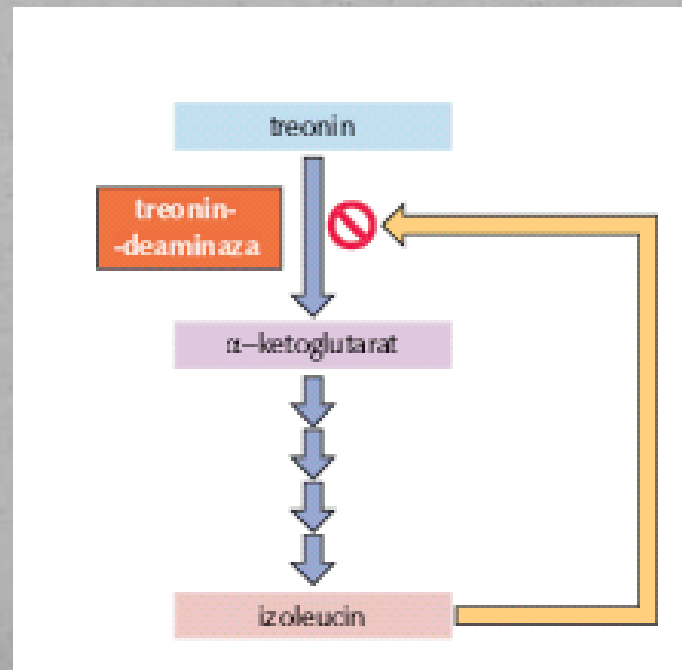 treonin
treonin-
-deaminaza
α–ketoglutarat
izoleucin